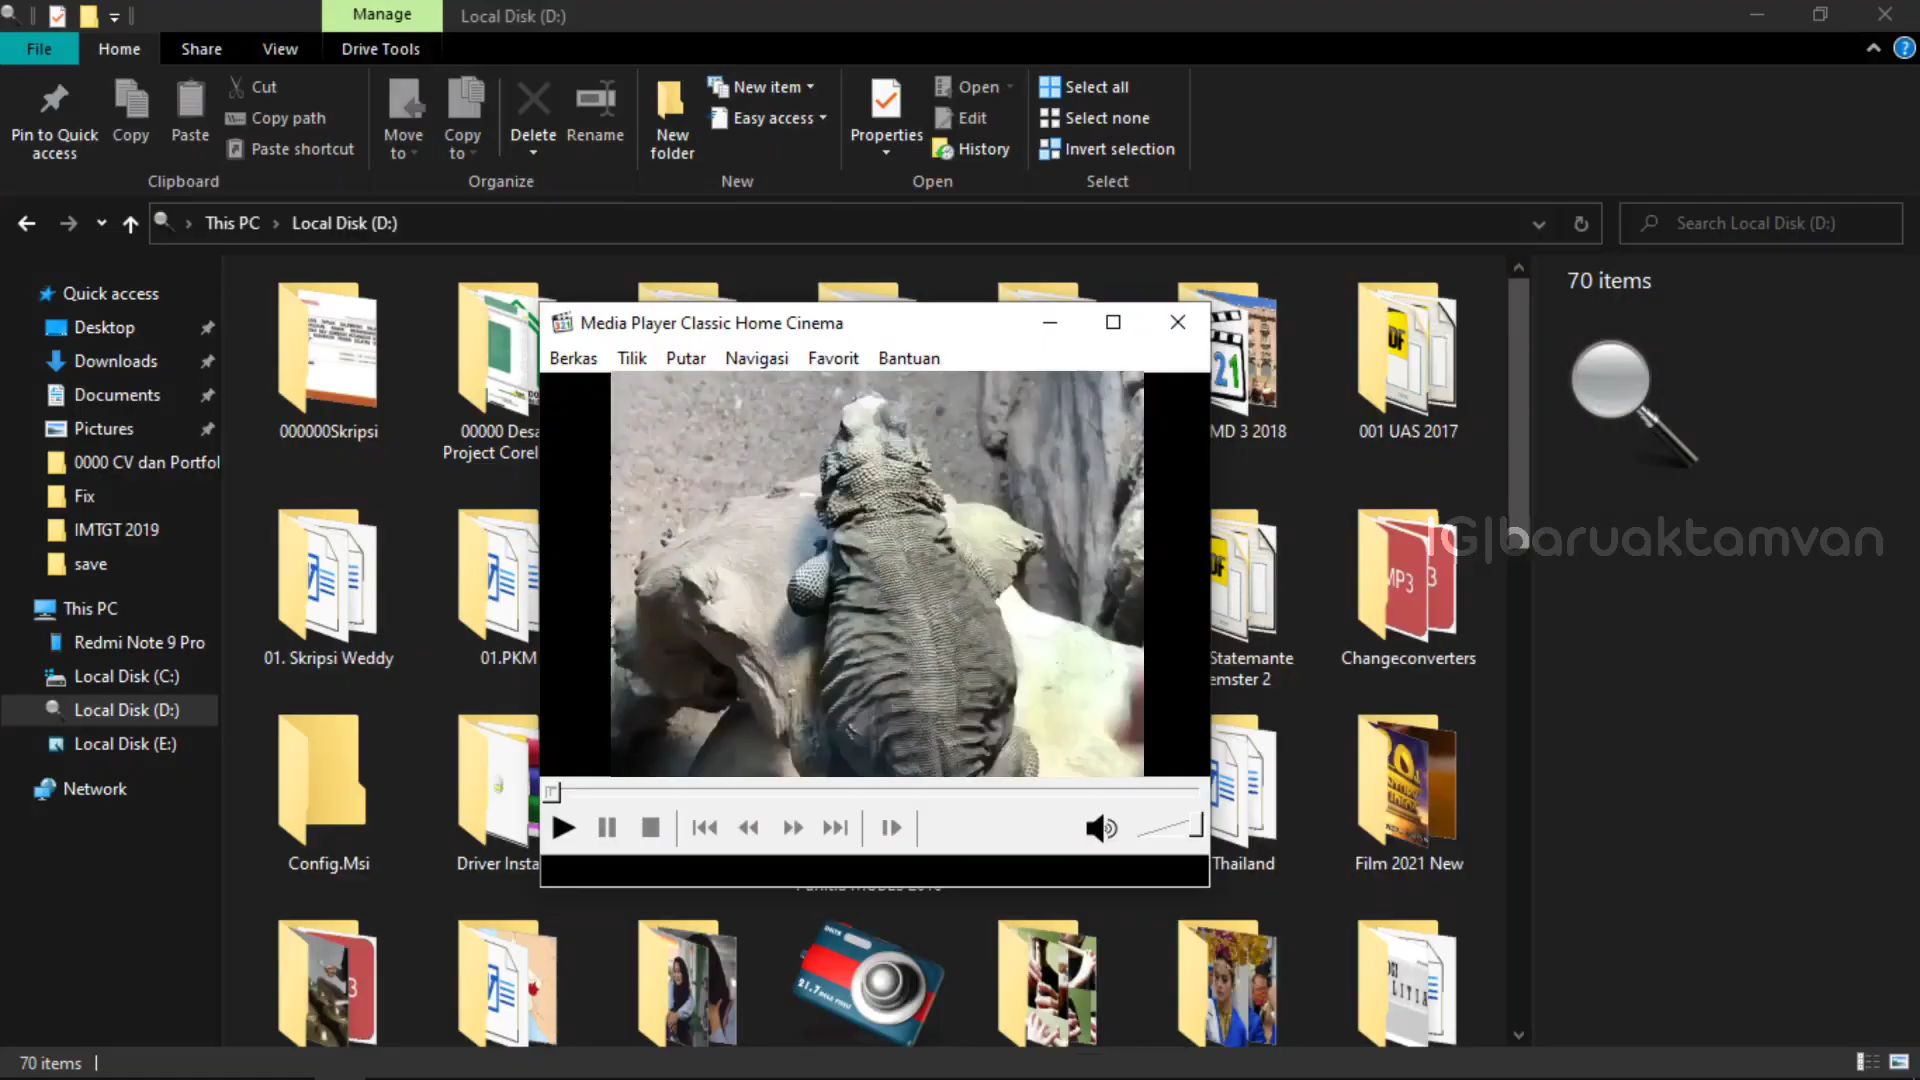 Manage
Local Disk (D:)
File
Home
Share
View
Drive Tools
Pin to Quick access
Copy
Paste
Cut
Copy path
Paste shortcut
Move to
Copy to
Delete
Rename
New folder
New item
Easy access
Properties
Open
Edit
History
Select all
Select none
Invert selection
Clipboard
Organize
New
Open
Select
This PC
Local Disk (D:)
Search Local Disk (D:)
Quick access
Desktop
Downloads
Documents
Pictures
0000 CV dan Portfol
Fix
IMTGT 2019
save
This PC
Redmi Note 9 Pro
Local Disk (C:)
Local Disk (D:)
Local Disk (E:)
Network
70 items
000000Skripsi
00000 Desa
Project Corel
MD 3 2018
001 UAS 2017
Media Player Classic Home Cinema
Berkas
Tilik
Putar
Navigasi
Favorit
Bantuan
IG|baruaktamvan
01. Skripsi Weddy
01.PKM
Statemante
emster 2
Changeconverters
Config.Msi
Driver Insta
Thailand
Film 2021 New
70 items